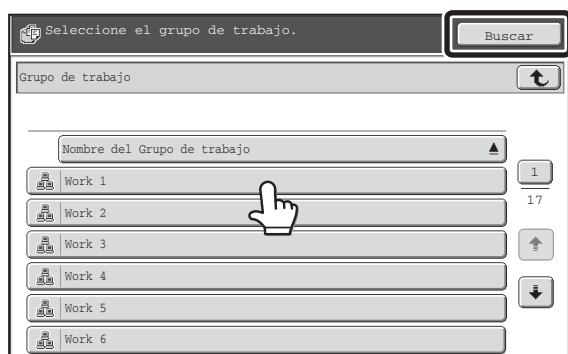 Seleccione el grupo de trabajo.
Buscar
Grupo de trabajo
Nombre del Grupo de trabajo
Work 1
Work 2
Work 3
Work 4
Work 5
Work 6
1
17